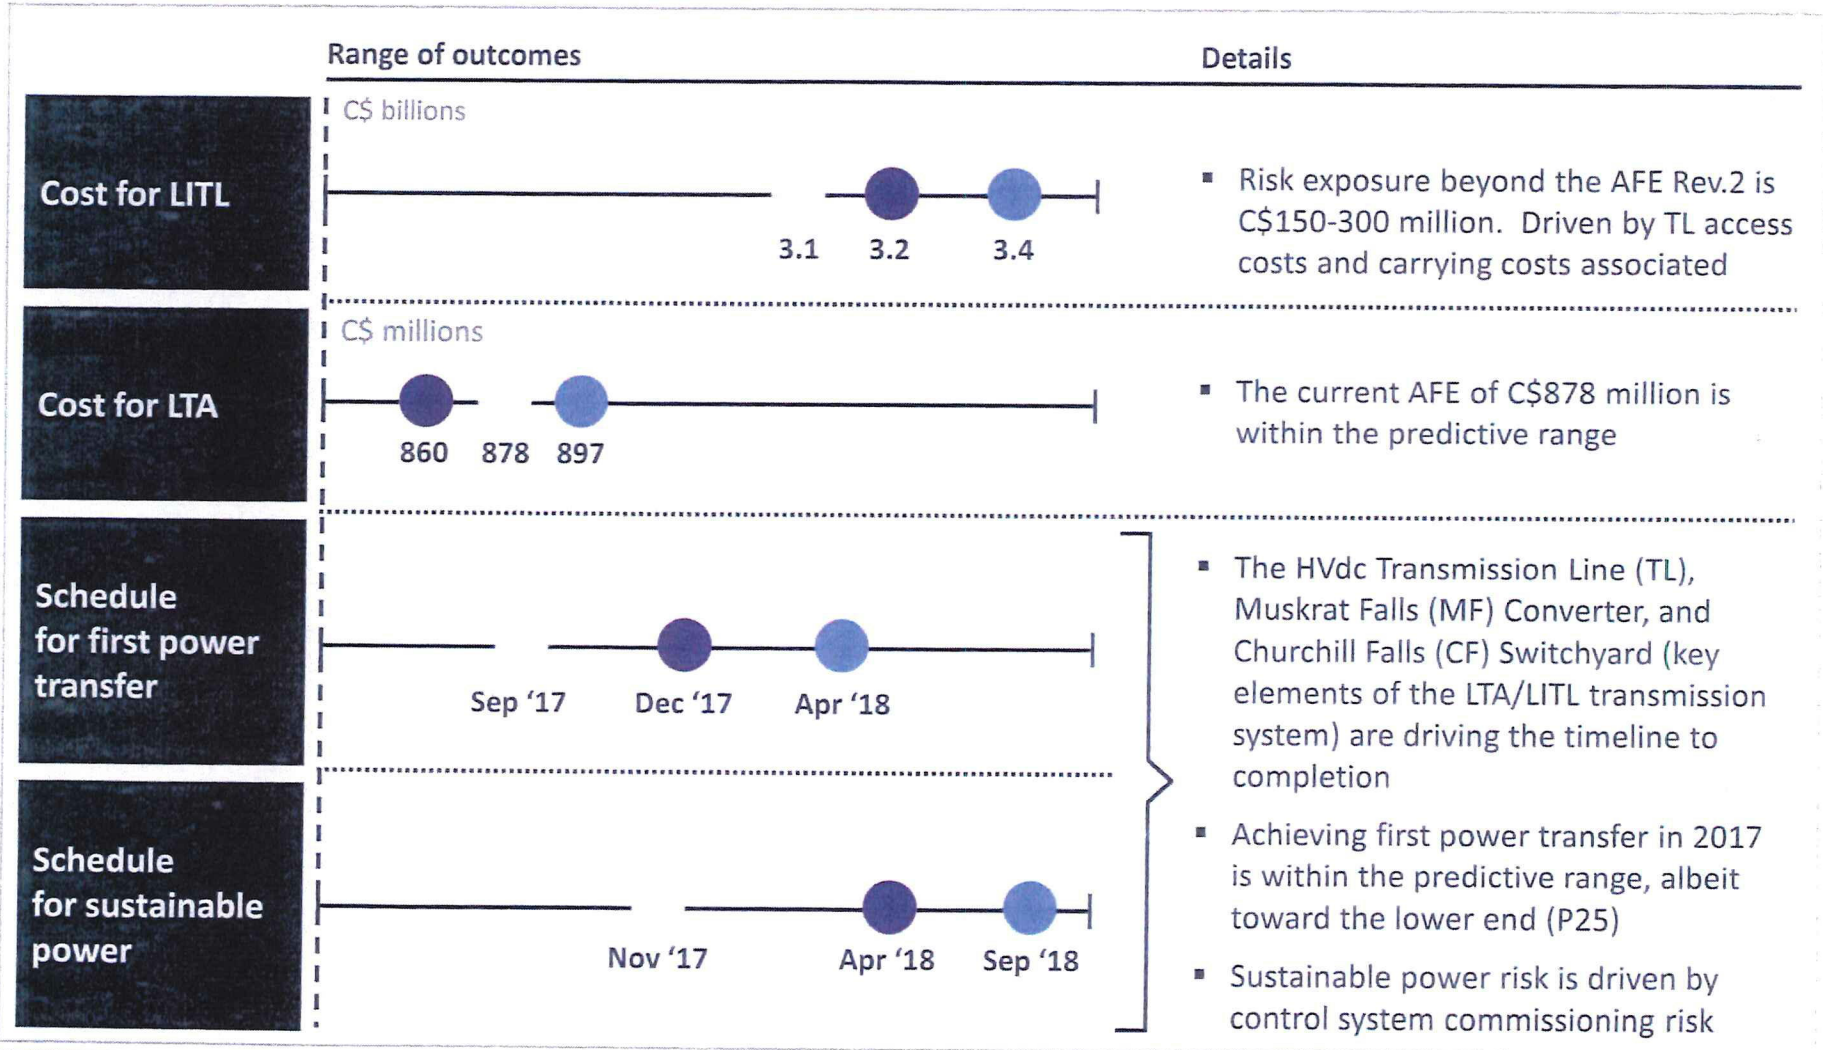 Range of outcomes
Details
Cost for LITL
C$ billions
3.1 3.2 3.4
▪ Risk exposure beyond the AFE Rev.2 is
C$150-300 million. Driven by TL access
costs and carrying costs associated
Cost for LTA
C$ millions
860 878 897
▪ The current AFE of C$878 million is
within the predictive range
Schedule
for first power
transfer
Sep ‘17 Dec ‘17 Apr ‘18
Schedule
for sustainable
power
Nov ‘17 Apr ‘18 Sep ‘18
▪ The HVdc Transmission Line (TL),
Muskrat Falls (MF) Converter, and
Churchill Falls (CF) Switchyard (key
elements of the LTA/LITL transmission
system) are driving the timeline to
completion
▪ Achieving first power transfer in 2017
is within the predictive range, albeit
toward the lower end (P25)
▪ Sustainable power risk is driven by
control system commissioning risk